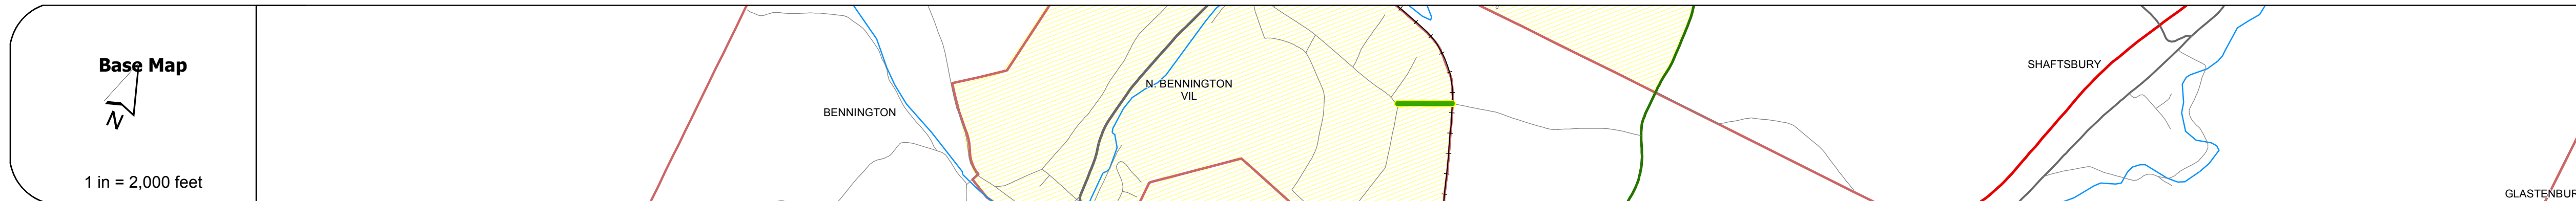 Base Map
N
1 in = 2,000 feet
BENNINGTON
N. BENNINGTON
VIL
SHAFTSBURY
GLASTENBUR